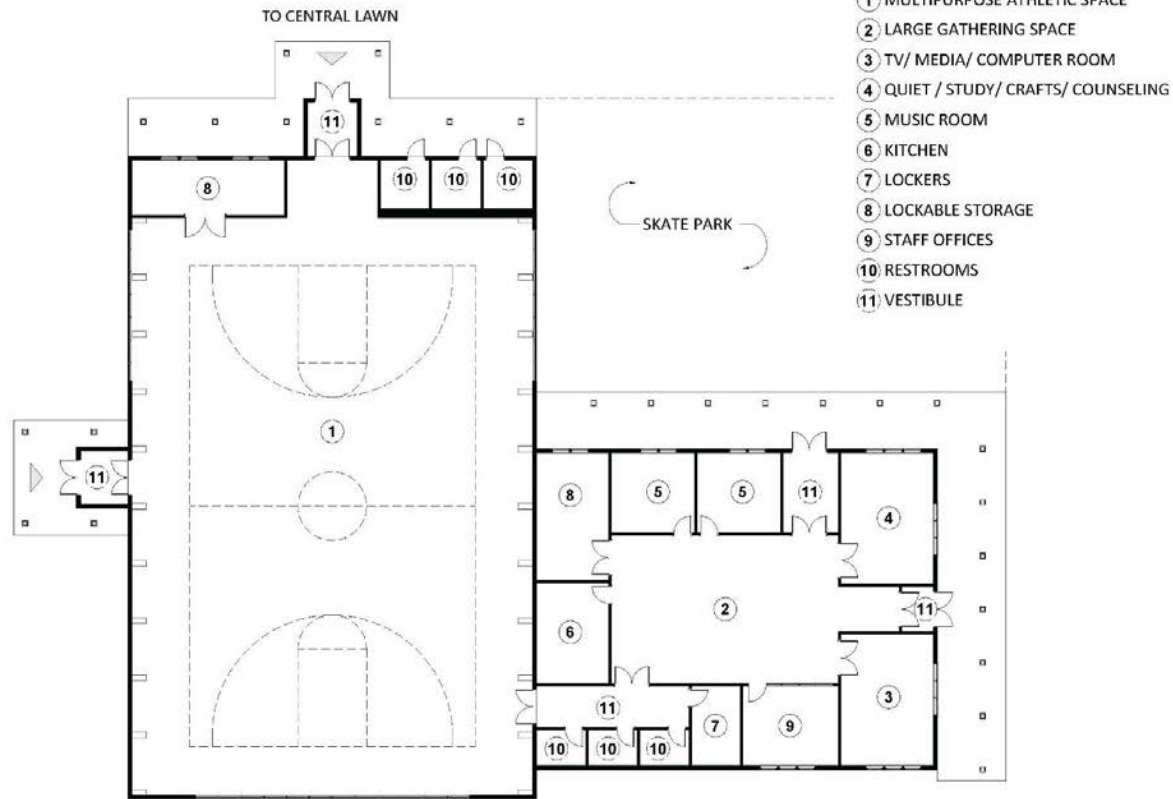 TO CENTRAL LAWN
1 MULTIPURPOSE ATHLETIC SPACE
2 LARGE GATHERING SPACE
3 TV/ MEDIA/ COMPUTER ROOM
4 QUIET / STUDY/ CRAFTS/ COUNSELING
5 MUSIC ROOM
6 KITCHEN
7 LOCKERS
8 LOCKABLE STORAGE
9 STAFF OFFICES
10 RESTROOMS
11 VESTIBULE
11
8
10 10 10
SKATE PARK
1
11
8 5 5 11 4
2 11
6
11 7 9 3
10 10 10